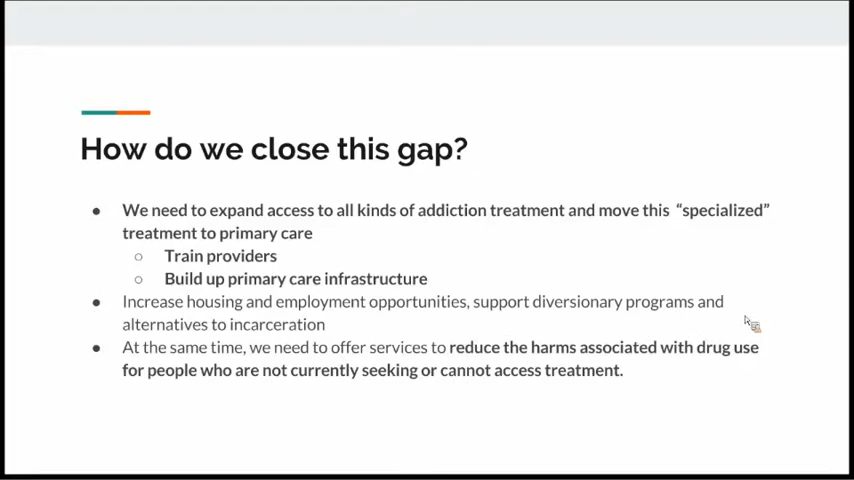 How do we close this gap?
● We need to expand access to all kinds of addiction treatment and move this “specialized”
treatment to primary care
○ Train providers
○ Build up primary care infrastructure
● Increase housing and employment opportunities, support diversionary programs and
alternatives to incarceration
● At the same time, we need to offer services to reduce the harms associated with drug use
for people who are not currently seeking or cannot access treatment.